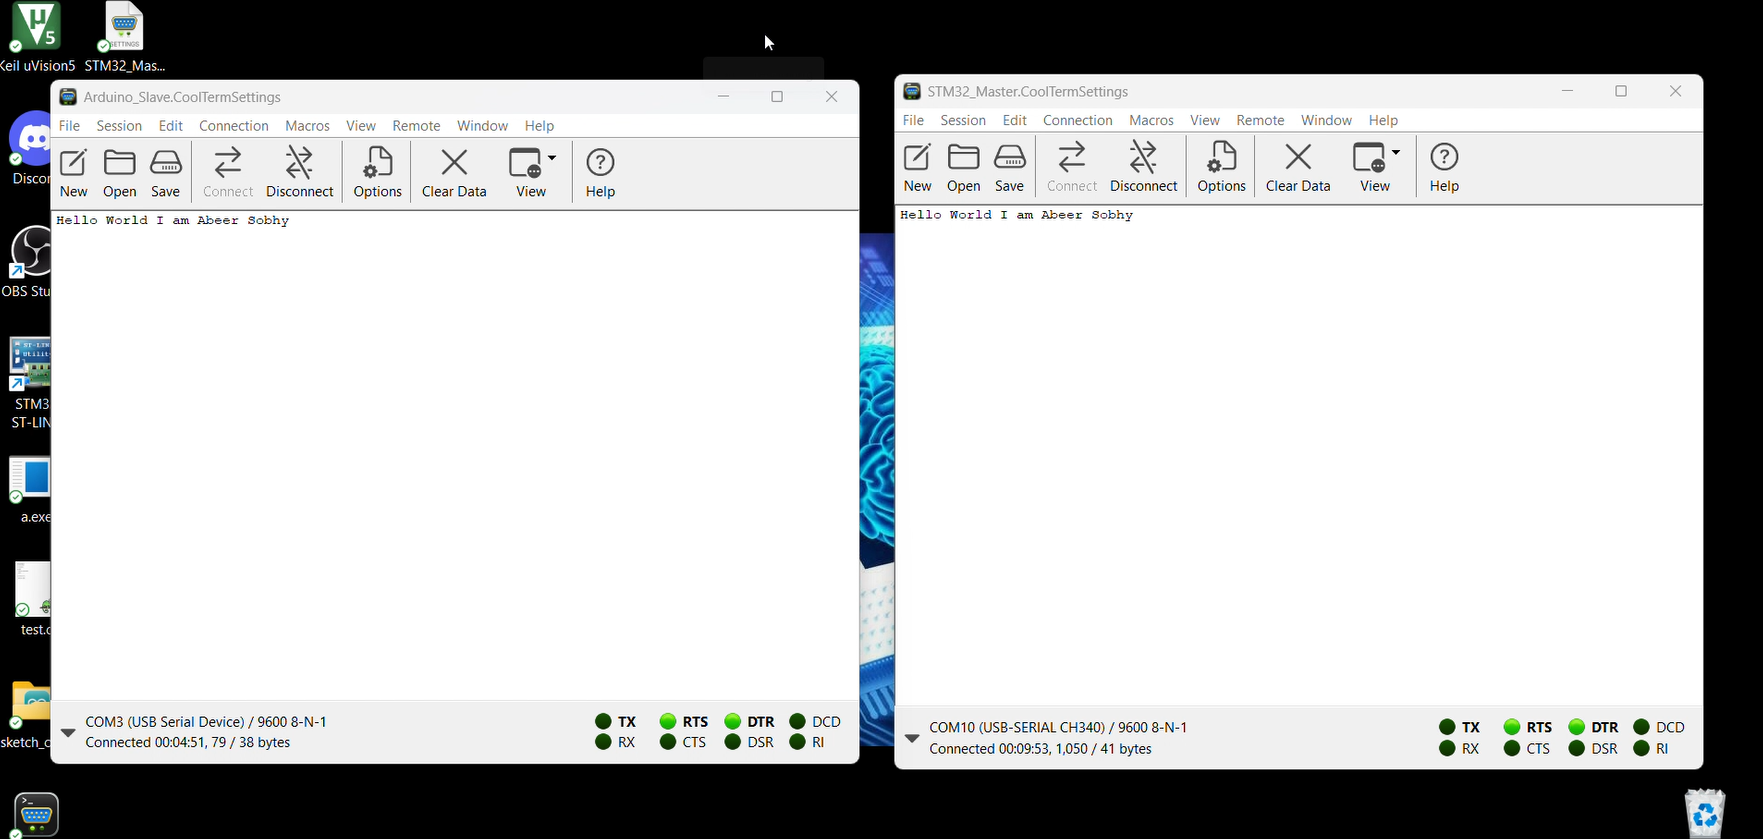 Keil uVision5
STM32_Mas...
SETTINGS
5
Arduino_Slave.CoolTermSettings
File Session Edit Connection Macros View Remote Window Help
New Open Save Connect Disconnect Options Clear Data View Help
Hello World I am Abeer Sobhy
COM3 (USB Serial Device) / 9600 8-N-1
Connected 00:04:51, 79 / 38 bytes
TX RTS DTR DCD
RX CTS DSR RI
STM32_Master.CoolTermSettings
File Session Edit Connection Macros View Remote Window Help
New Open Save Connect Disconnect Options Clear Data View Help
Hello World I am Abeer Sobhy
COM10 (USB-SERIAL CH340) / 9600 8-N-1
Connected 00:09:53, 1,050 / 41 bytes
TX RTS DTR DCD
RX CTS DSR RI
Discor
OBS Stu
ST-LINK
Utilit
STM3
ST-LIN
a.exe
test.c
sketch_c